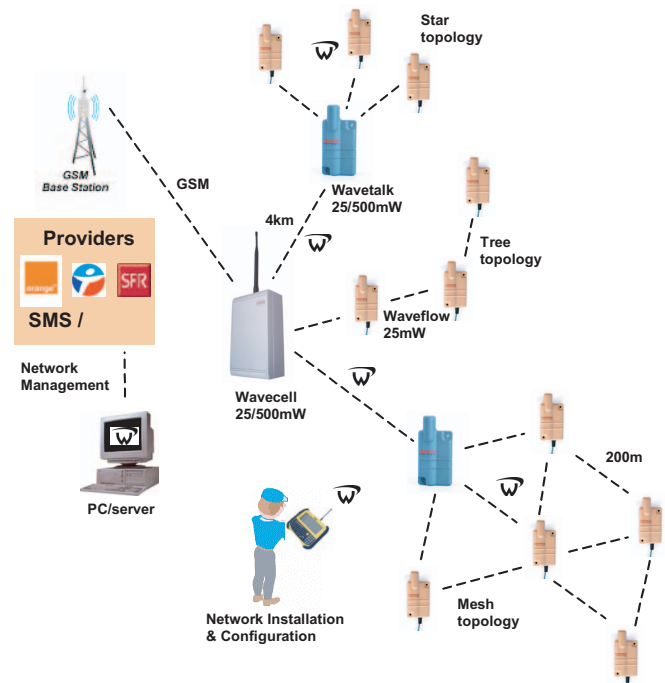 Star
topology
GSM
Base Station
GSM
Wavetalk
25/500mW
4km
Providers
orange
SFR
SMS /
Tree
topology
Waveflow
25mW
Network
Management
Wavecell
25/500mW
PC/server
200m
Network Installation
& Configuration
Mesh
topology